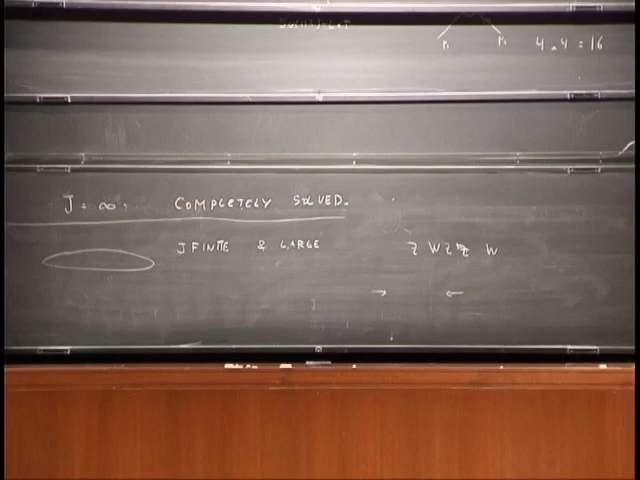 4.4 = 16
J = ∞. COMPLETELY SOLVED.
J FINITE & LARGE Z W Z Z W
→ ←